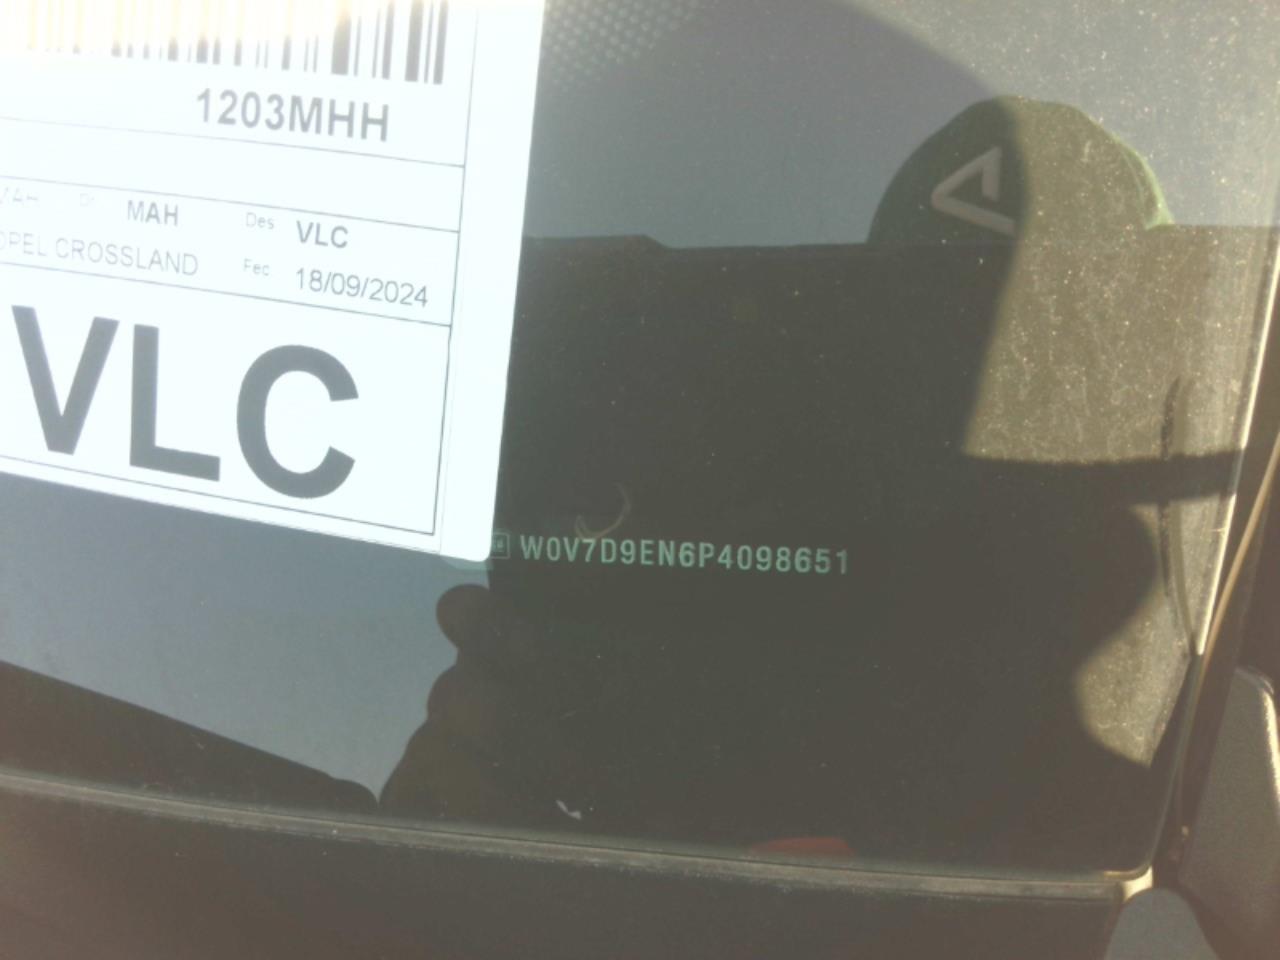 1203MHH
MAH
Des VLC
OPEL CROSSLAND
Fec 18/09/2024
VLC
W0V7D9EN6P4098651